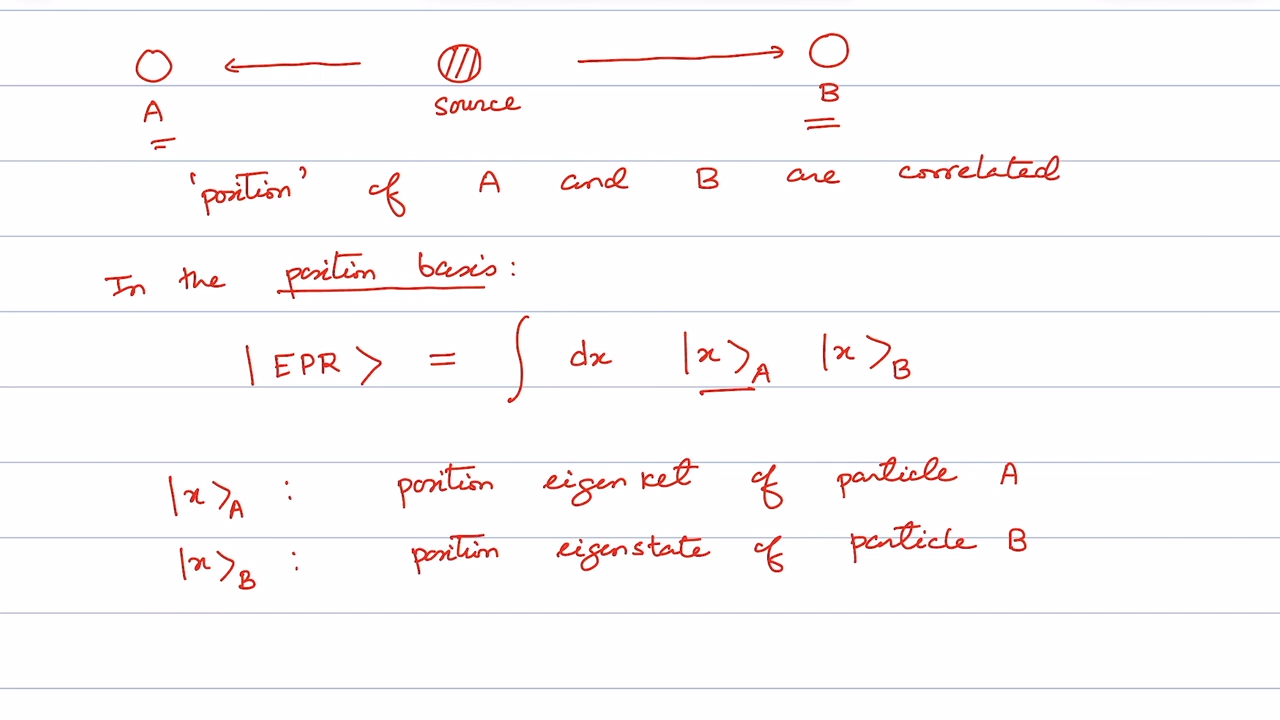 A source B
'position' of A and B are correlated
In the position basis:
|EPR> = ∫ dx |x>_A |x>_B
|x>_A : position eigenket of particle A
|x>_B : position eigenstate of particle B